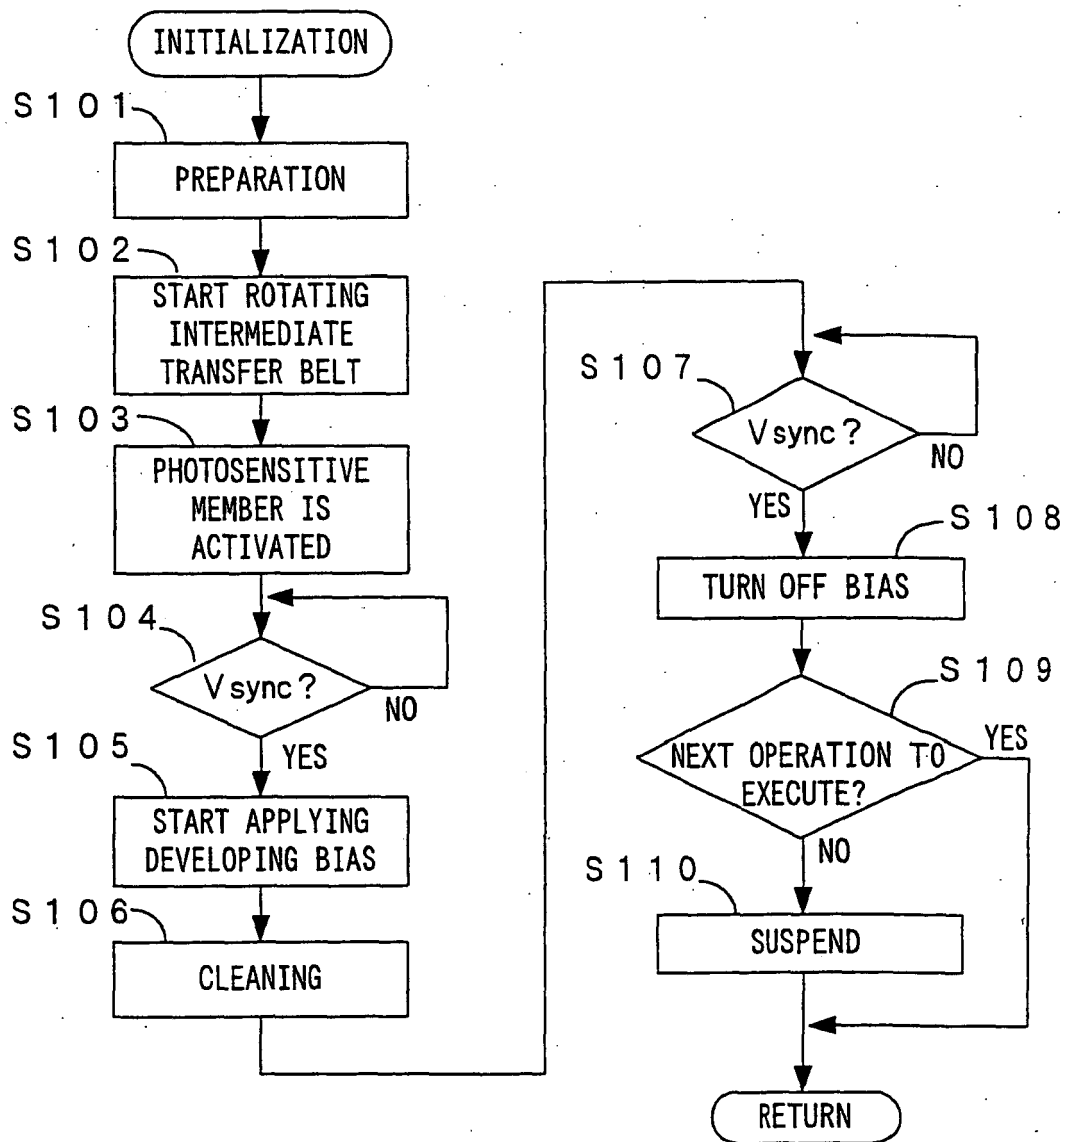 INITIALIZATION
S101
PREPARATION
S102
START ROTATING
INTERMEDIATE
TRANSFER BELT
S103
PHOTOSENSITIVE
MEMBER IS
ACTIVATED
S104
Vsync?
NO
YES
S105
START APPLYING
DEVELOPING BIAS
S106
CLEANING
S107
Vsync?
NO
YES
S108
TURN OFF BIAS
S109
NEXT OPERATION TO
EXECUTE?
YES
NO
S110
SUSPEND
RETURN